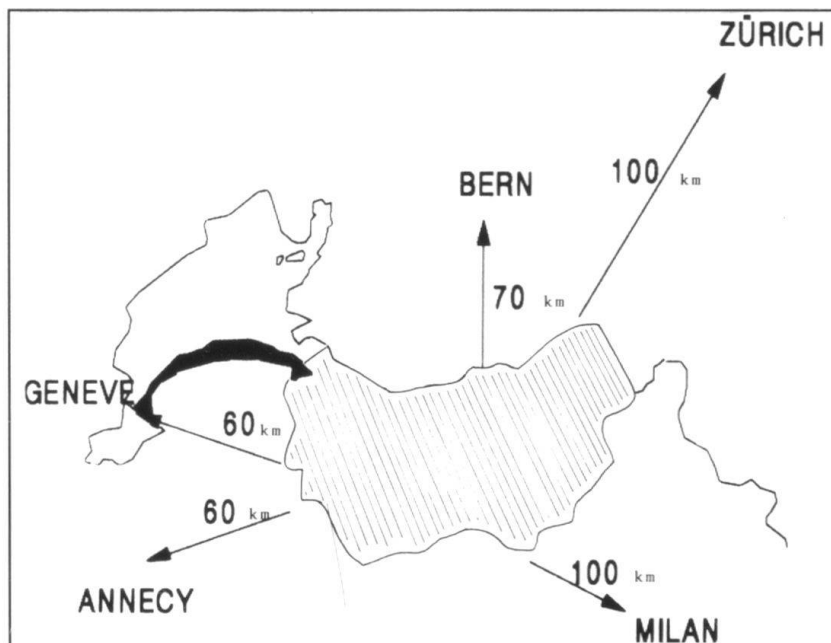 ZÜRICH
100 km
BERN
70 km
GENEVE
60 km
60 km
ANNECY
100 km
MILAN